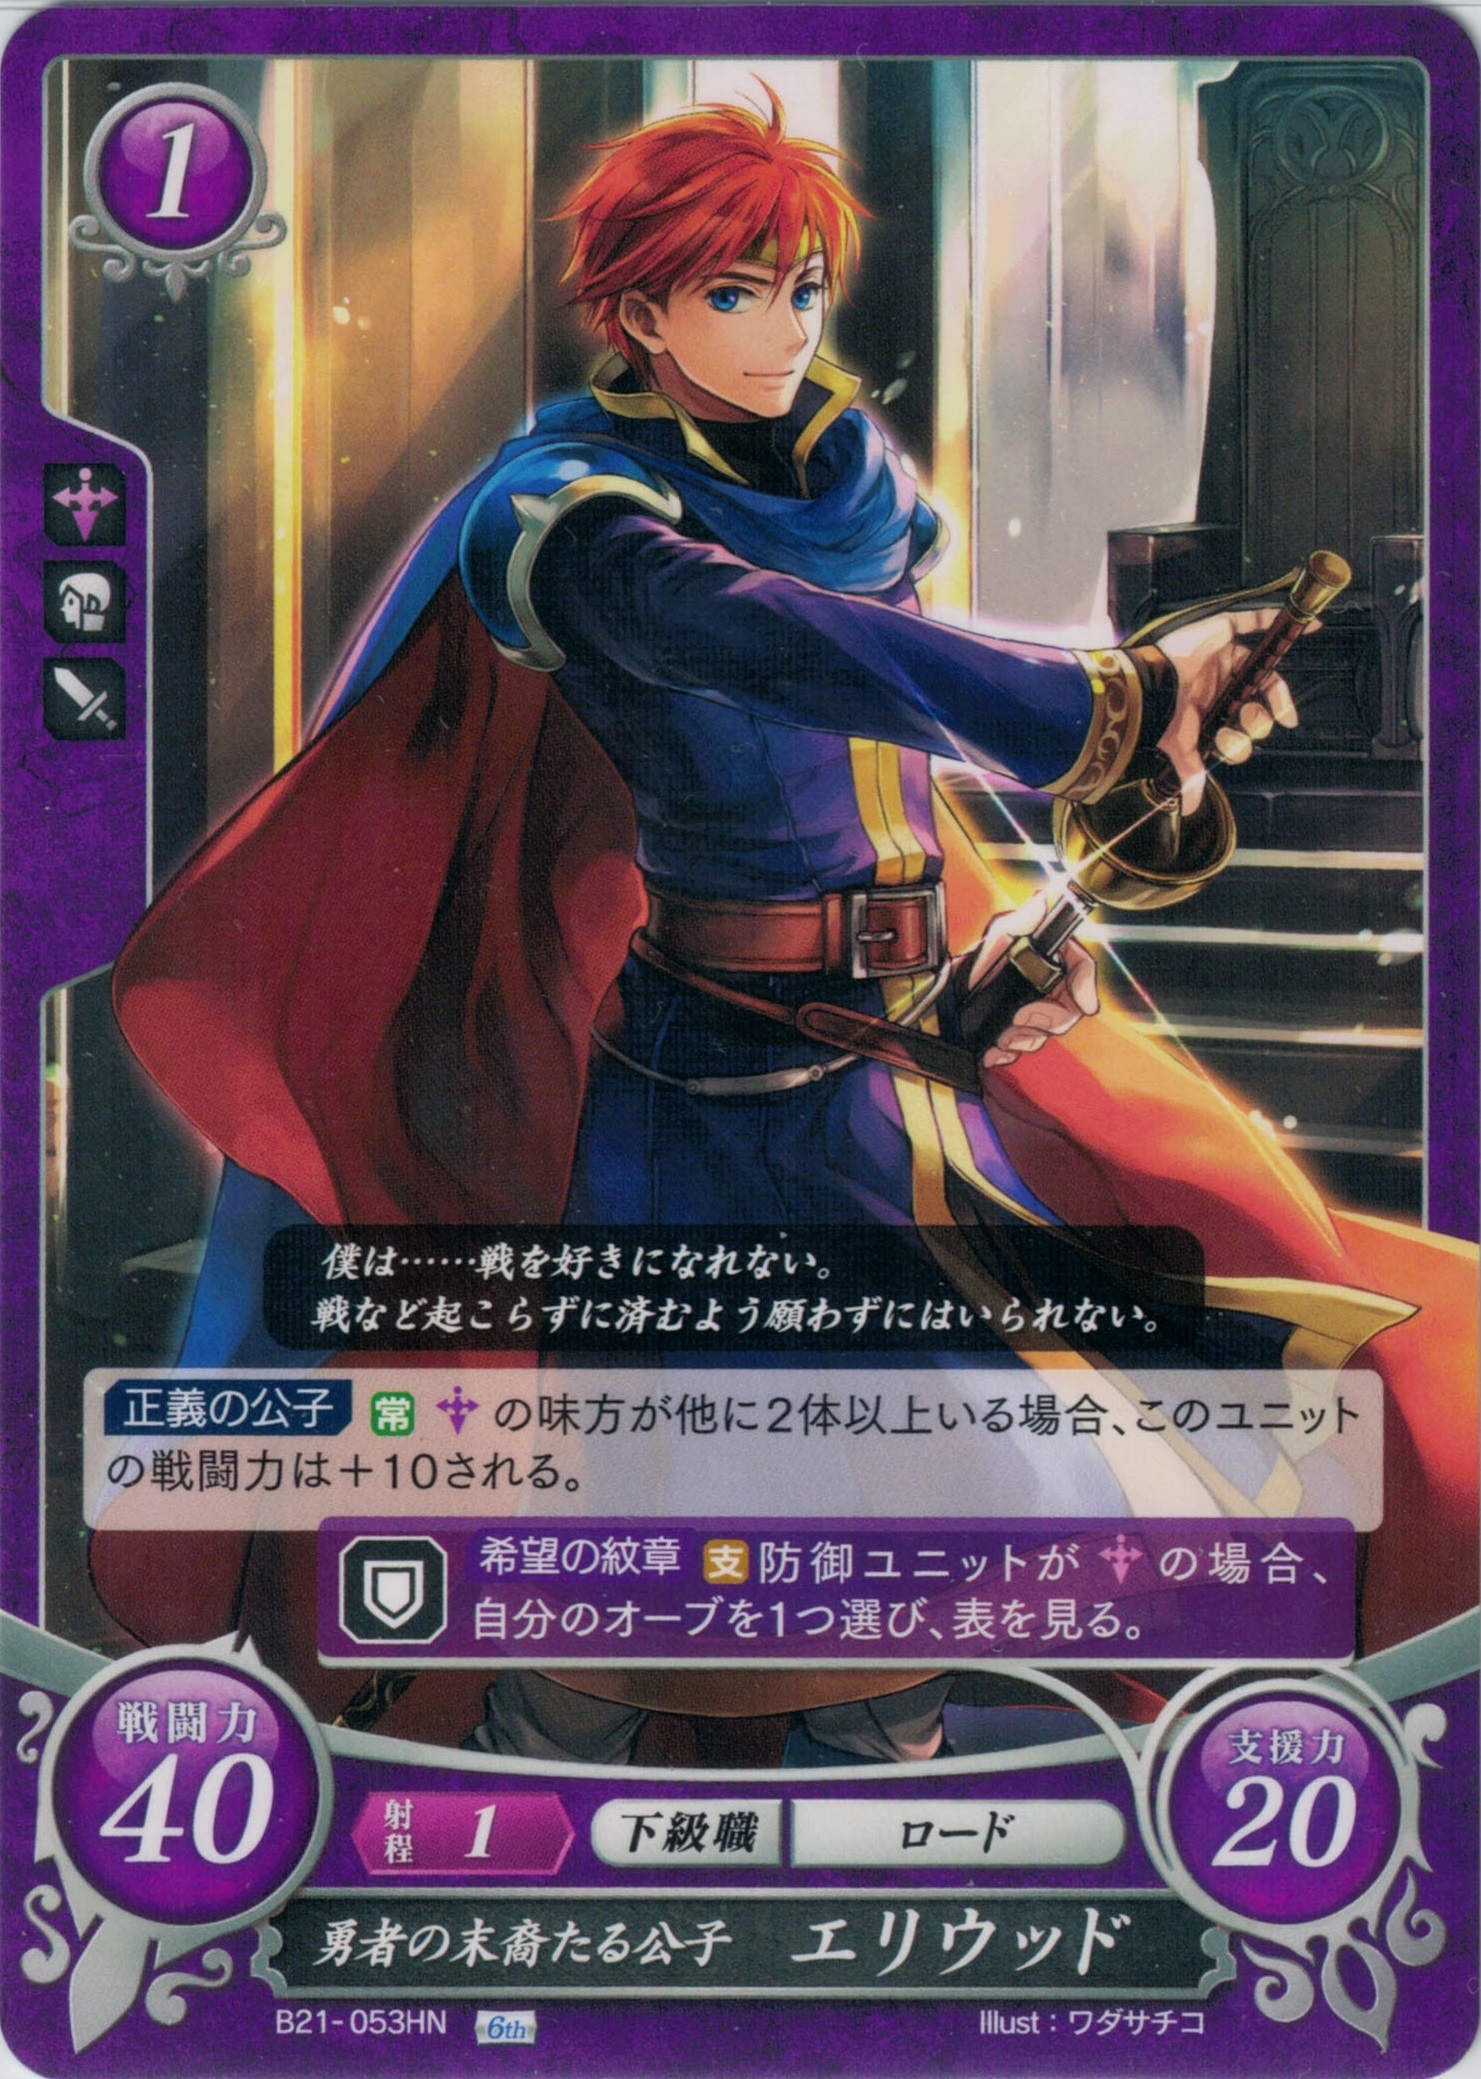 1
僕は……戦を好きになれない。
戦など起こらずに済むよう願わずにはいられない。
正義の公子 常 の味方が他に2体以上いる場合、このユニット
の戦闘力は＋10される。
希望の紋章 支 防御ユニットが の場合、
自分のオーブを1つ選び、表を見る。
戦闘力
40
射程 1
下級職 ロード
支援力
20
勇者の末裔たる公子 エリウッド
B21-053HN 6th Illust：ワダサチコ